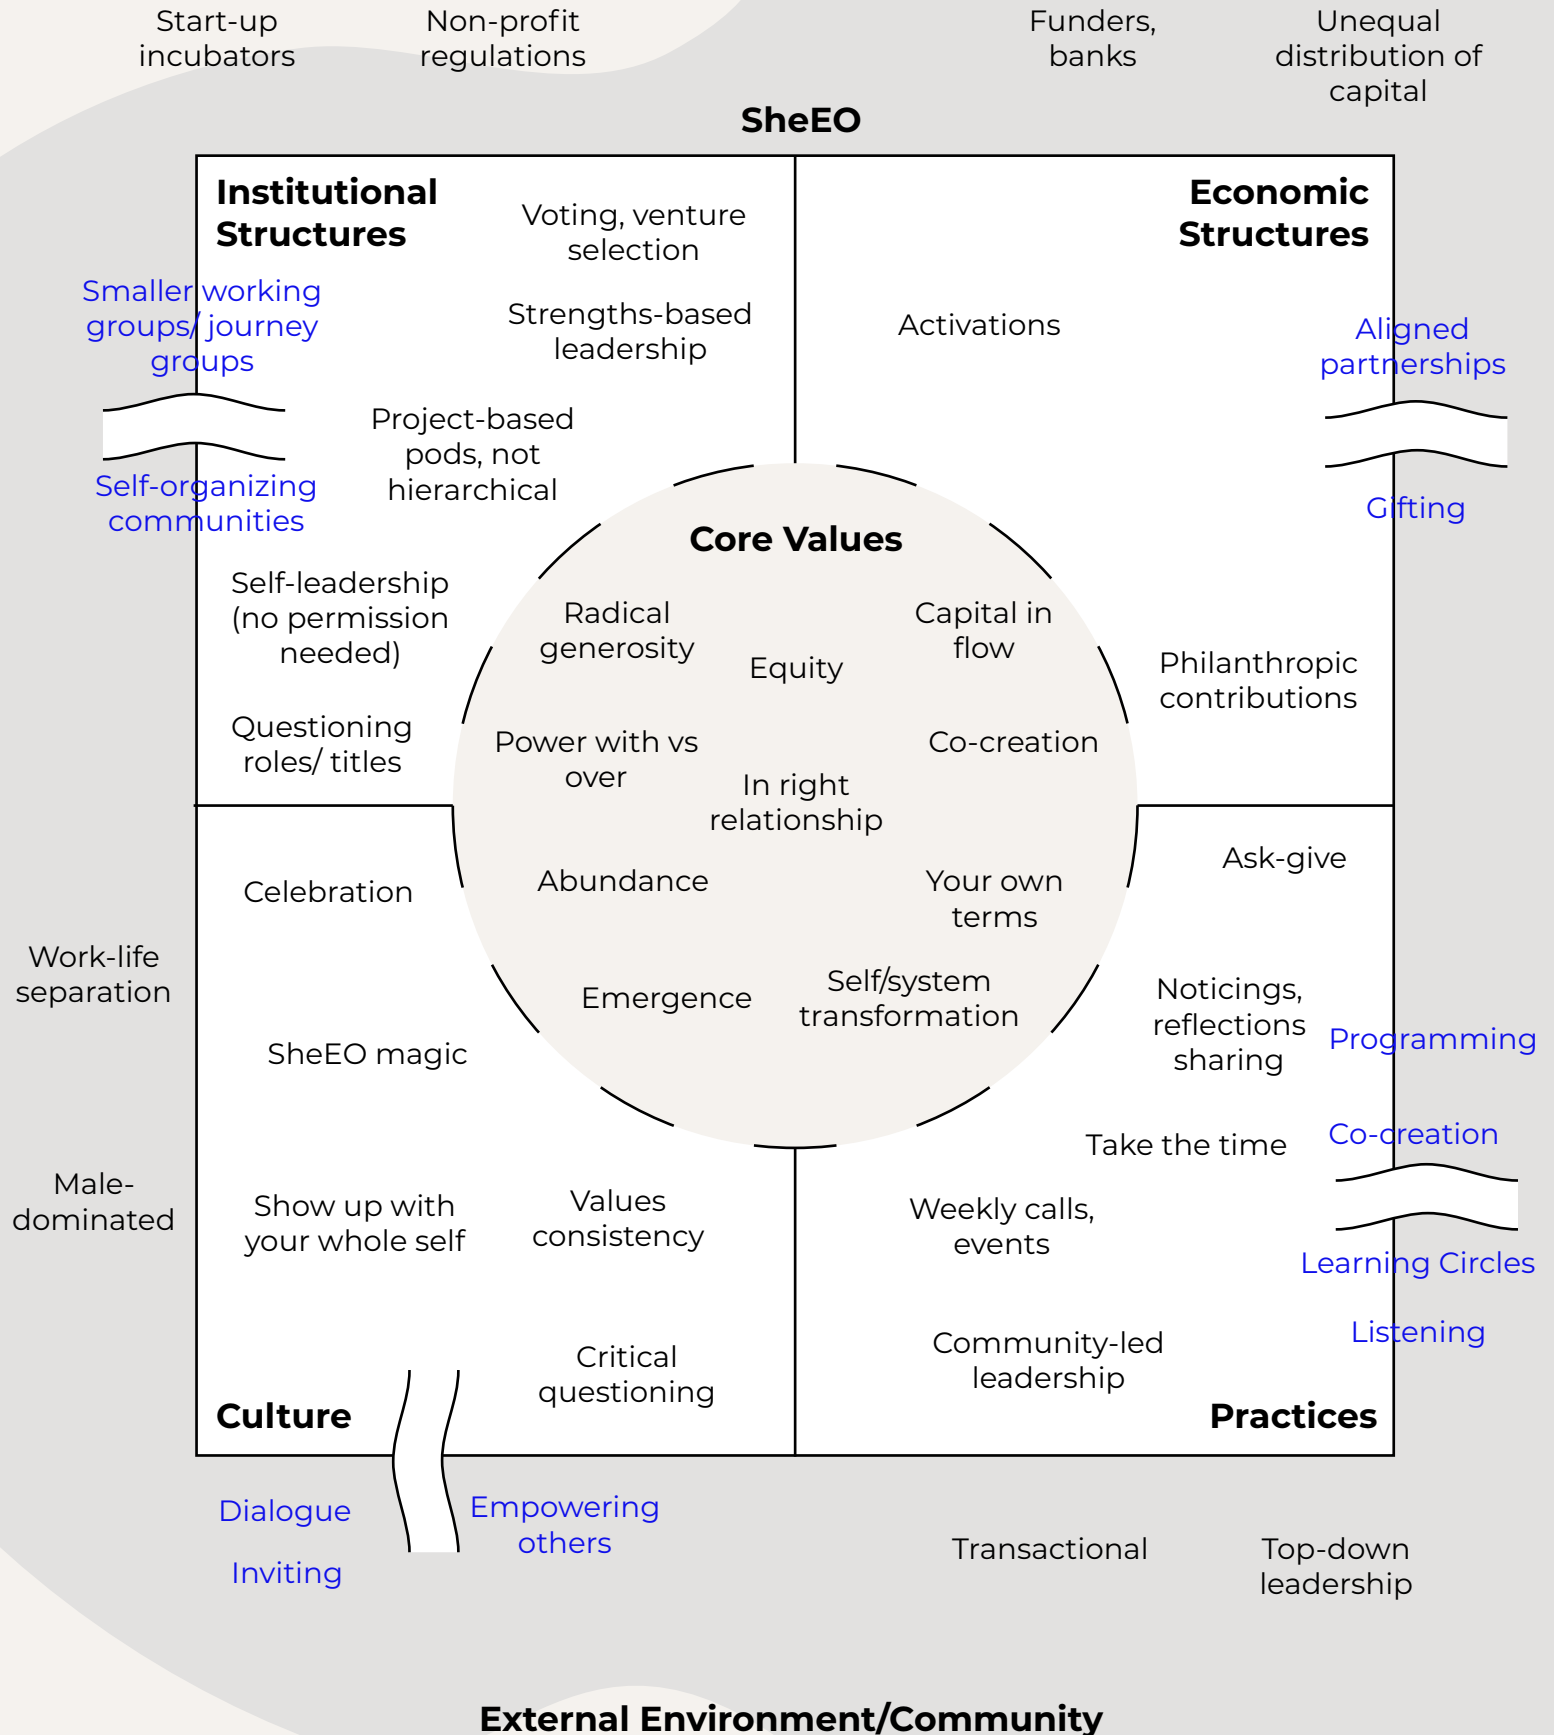 Start-up
incubators
Non-profit
regulations
Funders,
banks
Unequal
distribution of
capital
SheEO
Institutional
Structures
Voting, venture
selection
Smaller working
groups/ journey
groups
Strengths-based
leadership
Project-based
pods, not
hierarchical
Self-organizing
communities
Self-leadership
(no permission
needed)
Questioning
roles/ titles
Economic
Structures
Activations
Aligned
partnerships
Gifting
Philanthropic
contributions
Core Values
Radical
generosity
Equity
Capital in
flow
Power with vs
over
In right
relationship
Co-creation
Abundance
Your own
terms
Emergence
Self/system
transformation
Work-life
separation
Male-
dominated
Celebration
SheEO magic
Show up with
your whole self
Values
consistency
Critical
questioning
Culture
Dialogue
Inviting
Empowering
others
Ask-give
Noticings,
reflections
sharing
Programming
Take the time
Co-creation
Weekly calls,
events
Learning Circles
Listening
Community-led
leadership
Practices
Transactional
Top-down
leadership
External Environment/Community